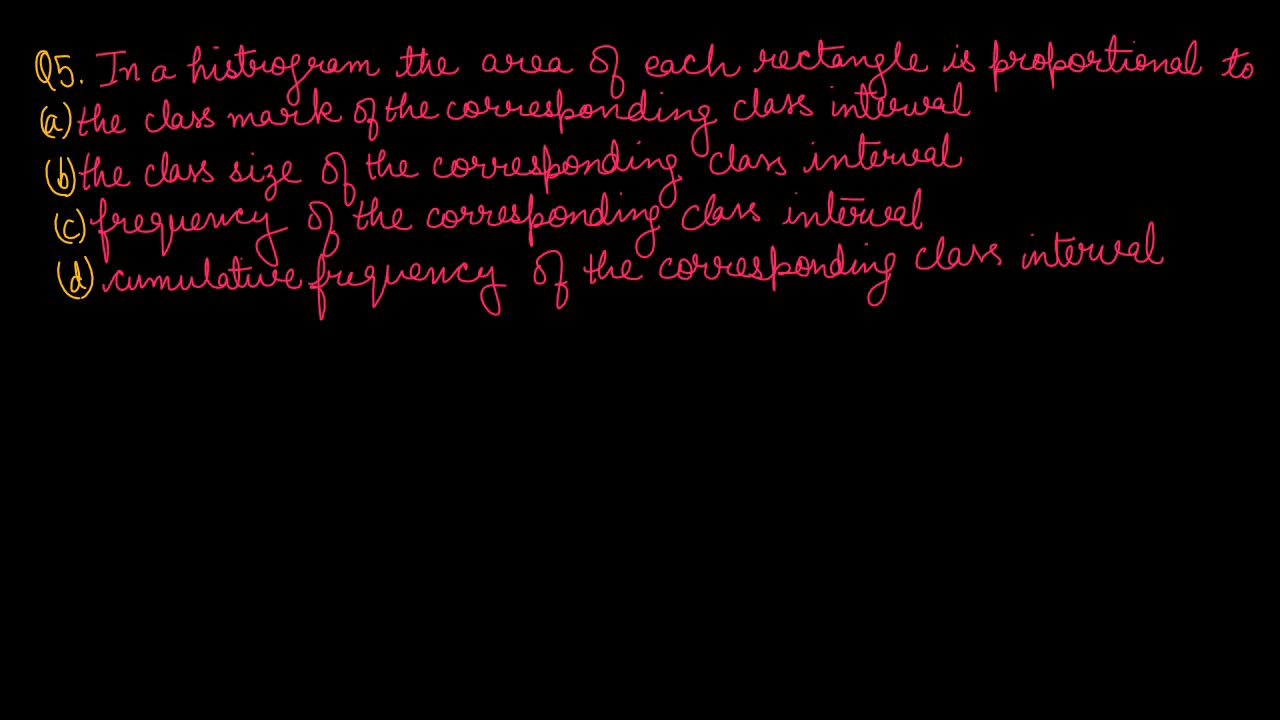 Q5. In a histrogram the area of each rectangle is proportional to
(a) the class mark of the corresponding class interval
(b) the class size of the corresponding class interval
(c) frequency of the corresponding class interval
(d) cumulative frequency of the corresponding class interval